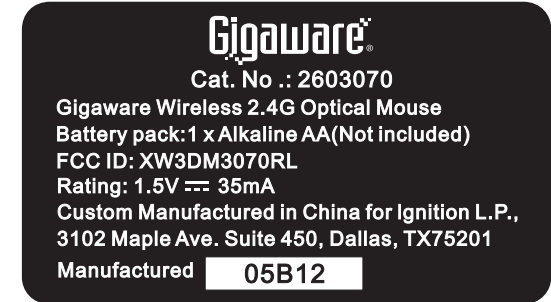 Gigaware®
Cat. No .: 2603070
Gigaware Wireless 2.4G Optical Mouse
Battery pack:1 x Alkaline AA(Not included)
FCC ID: XW3DM3070RL
Rating: 1.5V ⎓ 35mA
Custom Manufactured in China for Ignition L.P.,
3102 Maple Ave. Suite 450, Dallas, TX75201
Manufactured 05B12